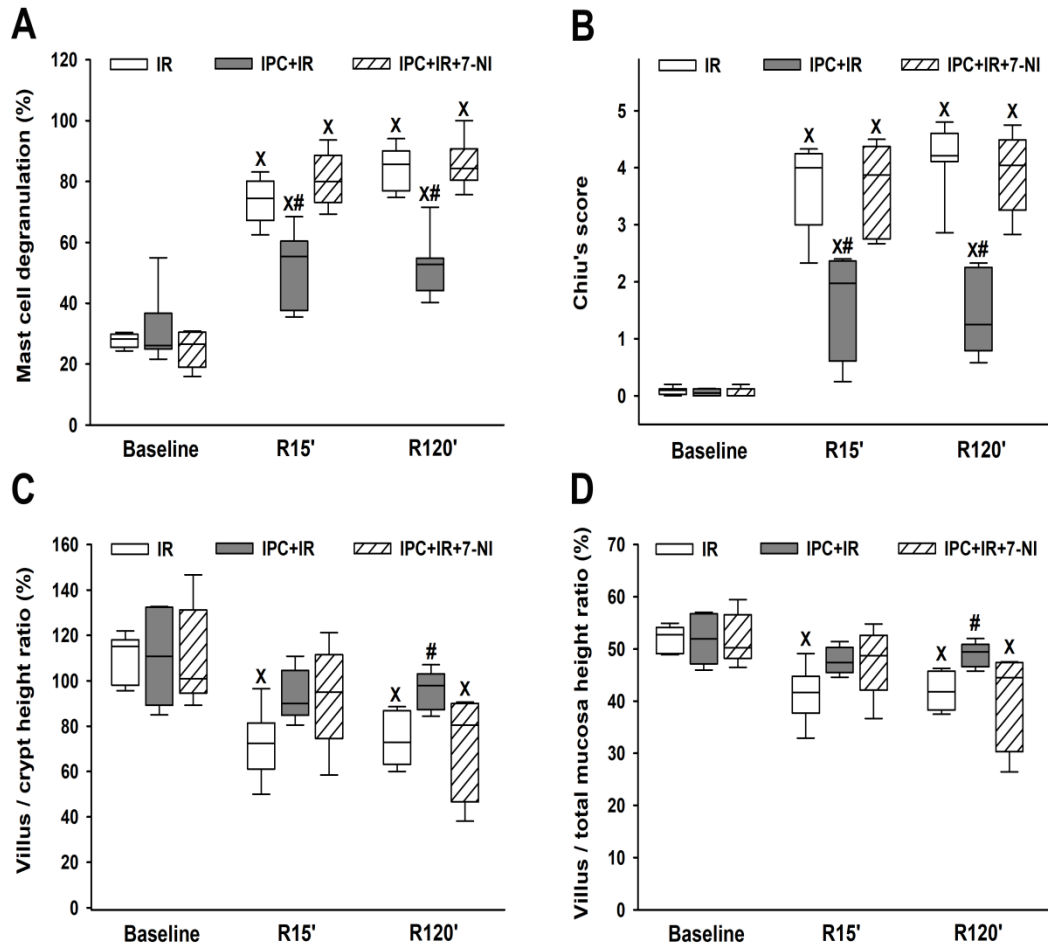 A
Mast cell degranulation (%)
120
100
80
60
40
20
0
IR IPC+IR IPC+IR+7-NI
X X# X X X# X
Baseline R15' R120'
B
Chiu's score
5
4
3
2
1
0
IR IPC+IR IPC+IR+7-NI
X X# X X X# X
Baseline R15' R120'
C
Villus / crypt height ratio (%)
160
140
120
100
80
60
40
20
0
IR IPC+IR IPC+IR+7-NI
X X # X
Baseline R15' R120'
D
Villus / total mucosa height ratio (%)
70
60
50
40
30
20
10
0
IR IPC+IR IPC+IR+7-NI
X X # X
Baseline R15' R120'